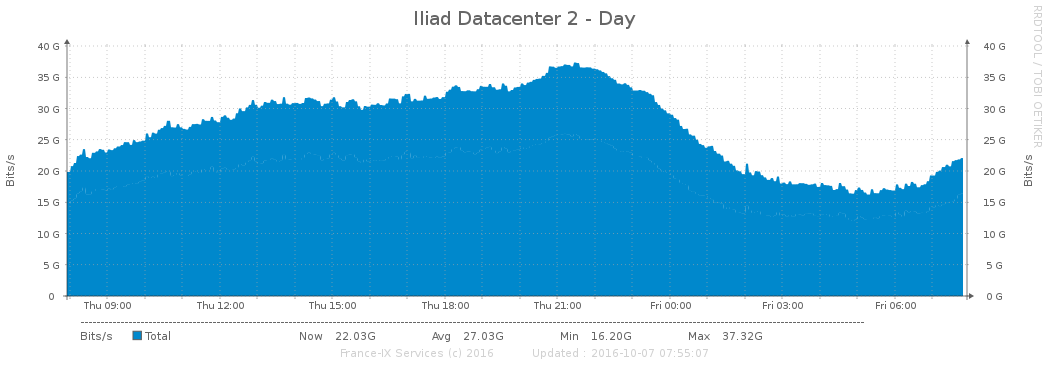 Iliad Datacenter 2 - Day
RRDTOOL / TOBI OETIKER
Bits/s
40 G 40 G
35 G 35 G
30 G 30 G
25 G 25 G
20 G 20 G
15 G 15 G
10 G 10 G
5 G 5 G
0 0 G
Bits/s
Thu 09:00 Thu 12:00 Thu 15:00 Thu 18:00 Thu 21:00 Fri 00:00 Fri 03:00 Fri 06:00
Bits/s Total Now 22.03G Avg 27.03G Min 16.20G Max 37.32G
France-IX Services (c) 2016 Updated : 2016-10-07 07:55:07